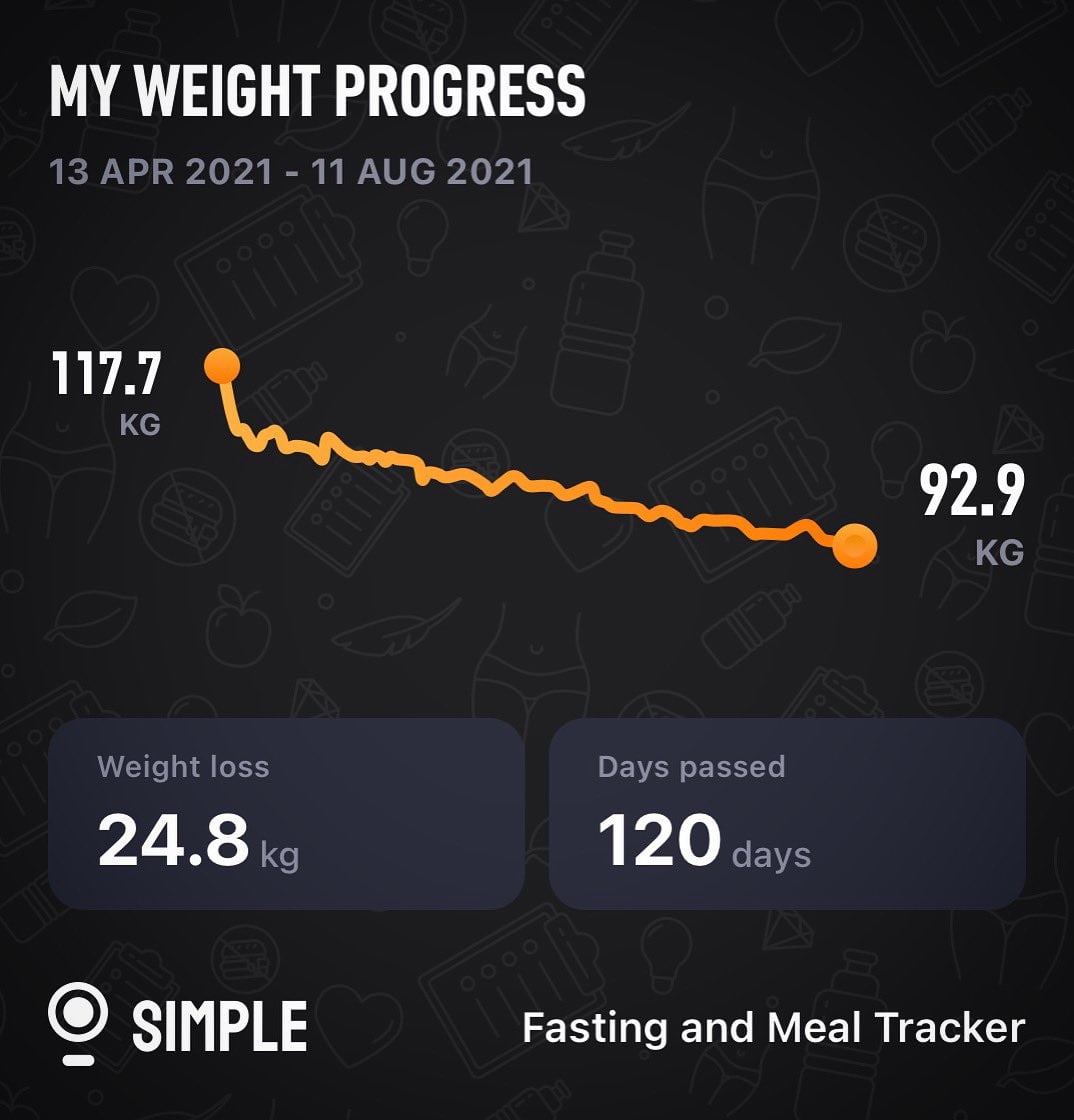 MY WEIGHT PROGRESS
13 APR 2021 - 11 AUG 2021
117.7
KG
92.9
KG
Weight loss
24.8 kg
Days passed
120 days
SIMPLE
Fasting and Meal Tracker